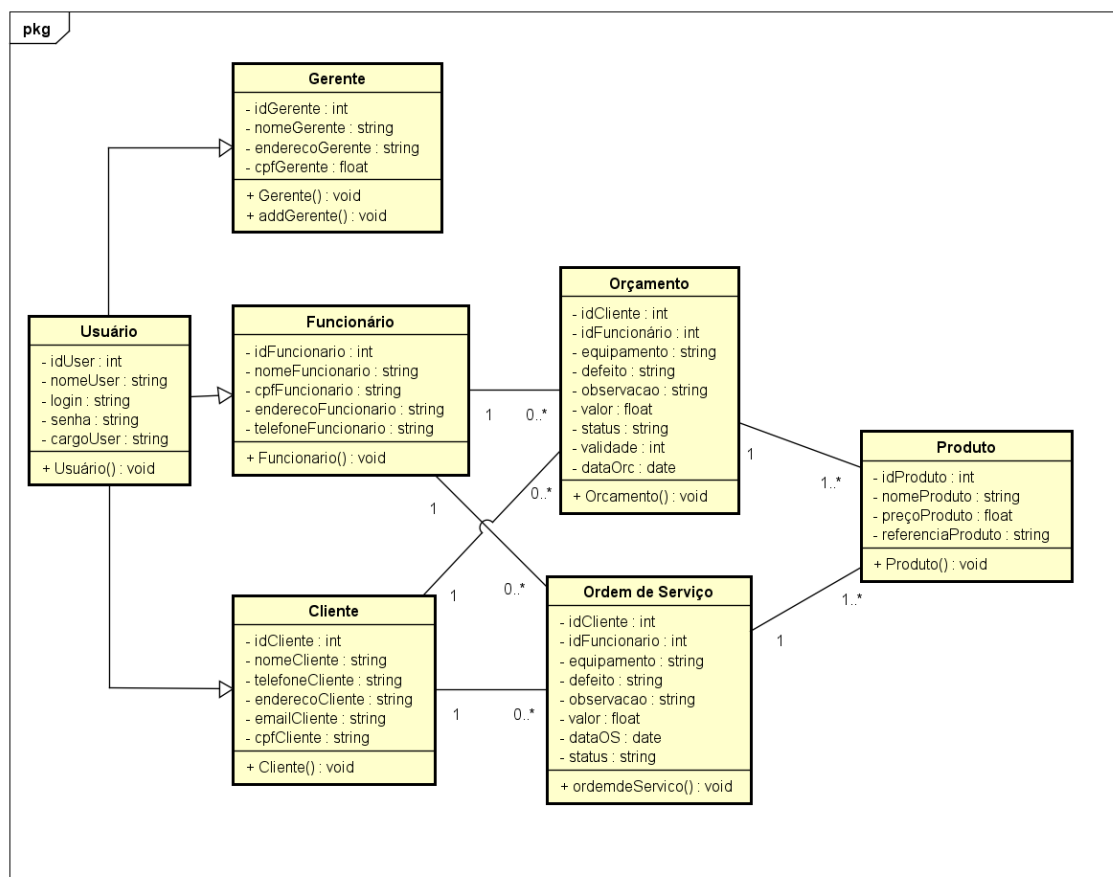 pkg
Gerente
- idGerente : int
- nomeGerente : string
- enderecoGerente : string
- cpfGerente : float
+ Gerente() : void
+ addGerente() : void
Usuário
- idUser : int
- nomeUser : string
- login : string
- senha : string
- cargoUser : string
+ Usuário() : void
Funcionário
- idFuncionario : int
- nomeFuncionario : string
- cpfFuncionario : string
- enderecoFuncionario : string
- telefoneFuncionario : string
+ Funcionario() : void
1
0..*
1
0..*
Orçamento
- idCliente : int
- idFuncionário : int
- equipamento : string
- defeito : string
- observacao : string
- valor : float
- status : string
- validade : int
- dataOrc : date
+ Orcamento() : void
1
1..*
Produto
- idProduto : int
- nomeProduto : string
- preçoProduto : float
- referenciaProduto : string
+ Produto() : void
Cliente
- idCliente : int
- nomeCliente : string
- telefoneCliente : string
- enderecoCliente : string
- emailCliente : string
- cpfCliente : string
+ Cliente() : void
1
0..*
1
0..*
Ordem de Serviço
- idCliente : int
- idFuncionario : int
- equipamento : string
- defeito : string
- observacao : string
- valor : float
- dataOS : date
- status : string
+ ordemdeServico() : void
1
1..*